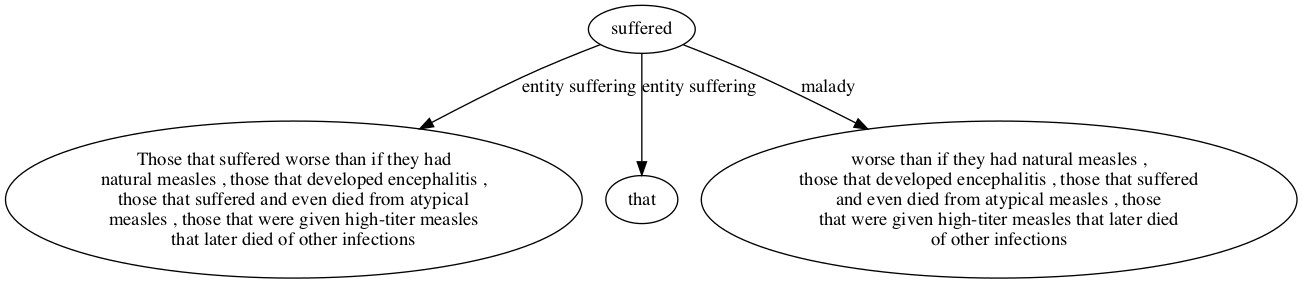 suffered
entity suffering
entity suffering
malady
Those that suffered worse than if they had
natural measles , those that developed encephalitis ,
those that suffered and even died from atypical
measles , those that were given high-titer measles
that later died of other infections
that
worse than if they had natural measles ,
those that developed encephalitis , those that suffered
and even died from atypical measles , those
that were given high-titer measles that later died
of other infections